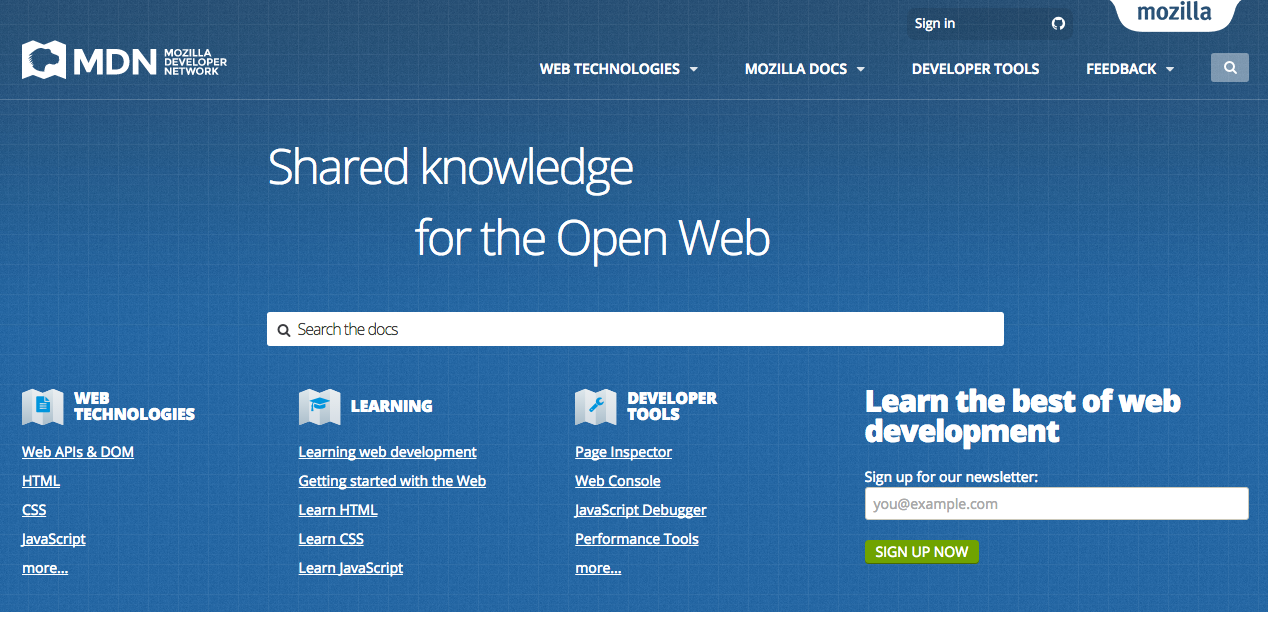 Sign in
mozilla
MDN MOZILLA
DEVELOPER
NETWORK
WEB TECHNOLOGIES
MOZILLA DOCS
DEVELOPER TOOLS
FEEDBACK
Shared knowledge
for the Open Web
Search the docs
WEB
TECHNOLOGIES
Web APIs & DOM
HTML
CSS
JavaScript
more...
LEARNING
Learning web development
Getting started with the Web
Learn HTML
Learn CSS
Learn JavaScript
DEVELOPER
TOOLS
Page Inspector
Web Console
JavaScript Debugger
Performance Tools
more...
Learn the best of web
development
Sign up for our newsletter:
you@example.com
SIGN UP NOW